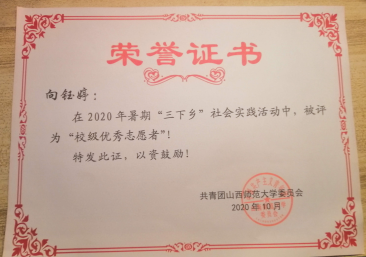 荣誉证书
向钰婷：
在2020年暑期“三下乡”社会实践活动中，被评
为“校级优秀志愿者”！
特发此证，以资鼓励！
共青团山西师范大学委员会
2020年10月